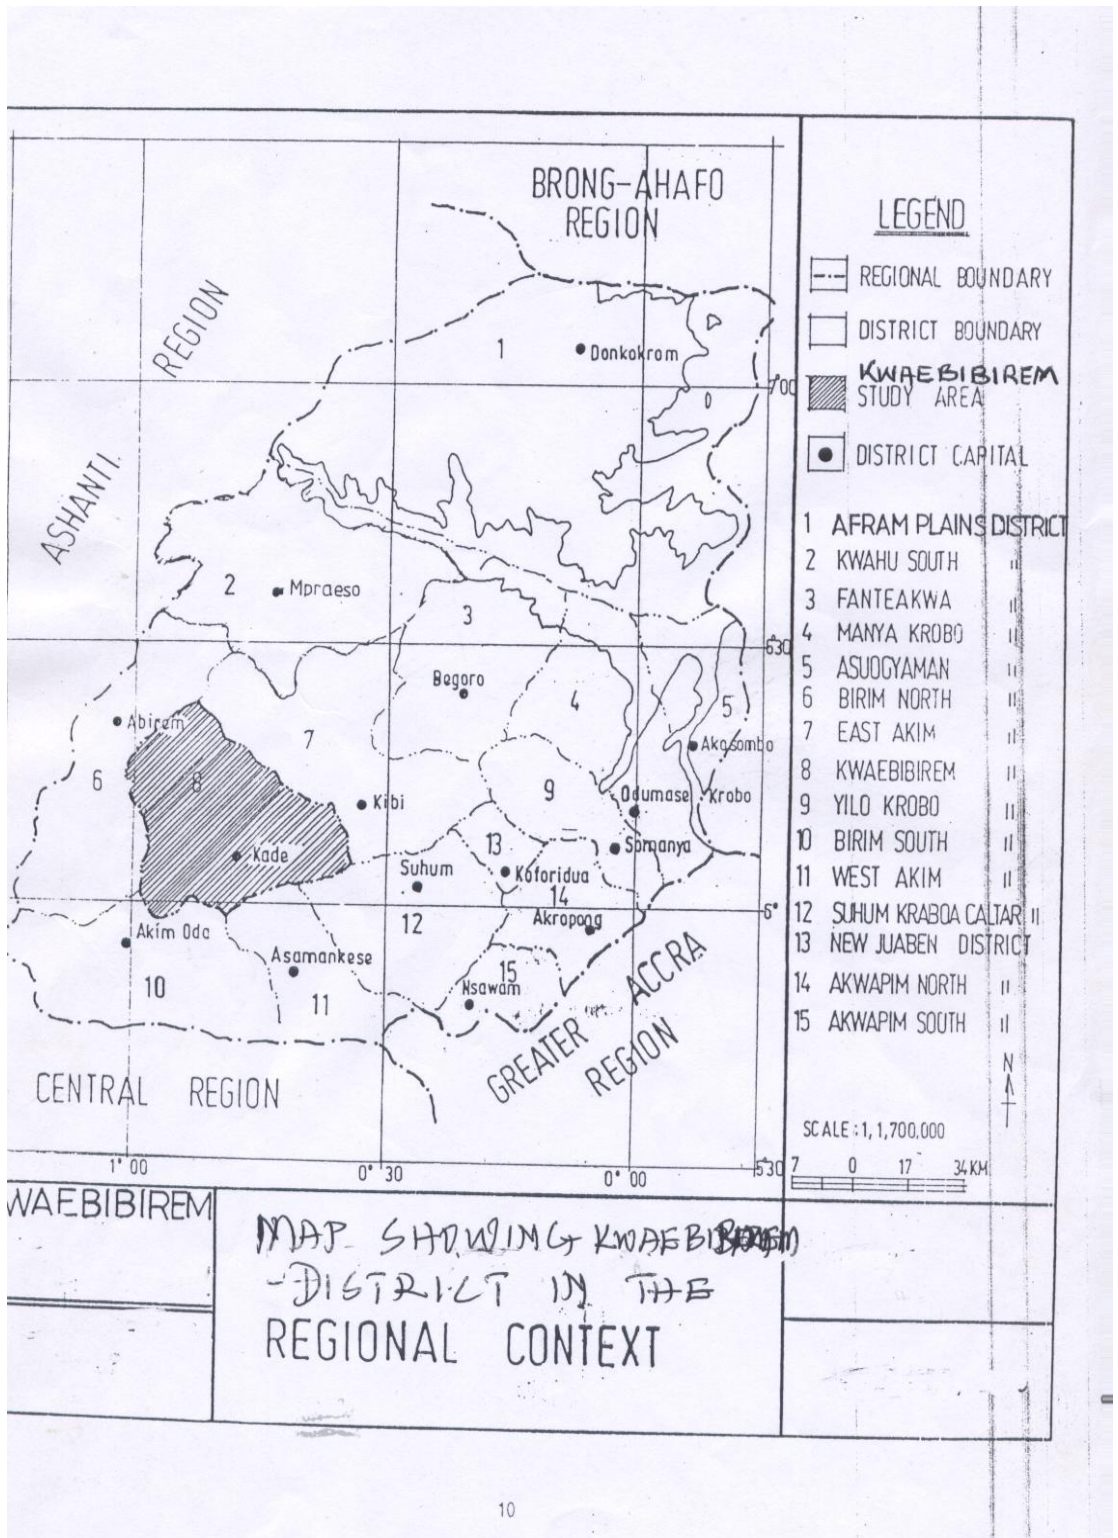 BRONG-AHAFO
REGION
ASHANTI
REGION
1
Donkokrom
7°00
2
Mpraeso
3
6°30
Begoro
4
5
Abirem
7
Akosombo
6
8
9
Odumase Krobo
Kibi
13
Somanya
Kade
Suhum
Koforidua
14
6°
12
Akropong
Akim Oda
Asamankese
15
10
11
Nsawam
GREATER ACCRA
REGION
CENTRAL REGION
1°00
0°30
0°00
5°30
LEGEND
REGIONAL BOUNDARY
DISTRICT BOUNDARY
KWAEBIBIREM
STUDY AREA
DISTRICT CAPITAL
1 AFRAM PLAINS DISTRICT
2 KWAHU SOUTH "
3 FANTEAKWA "
4 MANYA KROBO "
5 ASUOGYAMAN "
6 BIRIM NORTH "
7 EAST AKIM "
8 KWAEBIBIREM "
9 YILO KROBO "
10 BIRIM SOUTH "
11 WEST AKIM "
12 SUHUM KRABOA CALTAR "
13 NEW JUABEN DISTRICT
14 AKWAPIM NORTH "
15 AKWAPIM SOUTH "
N
SCALE : 1, 1,700,000
7 0 17 34 KM
WAEBIBIREM
MAP SHOWING KWAEBIBIREM
-DISTRICT IN THE
REGIONAL CONTEXT
10